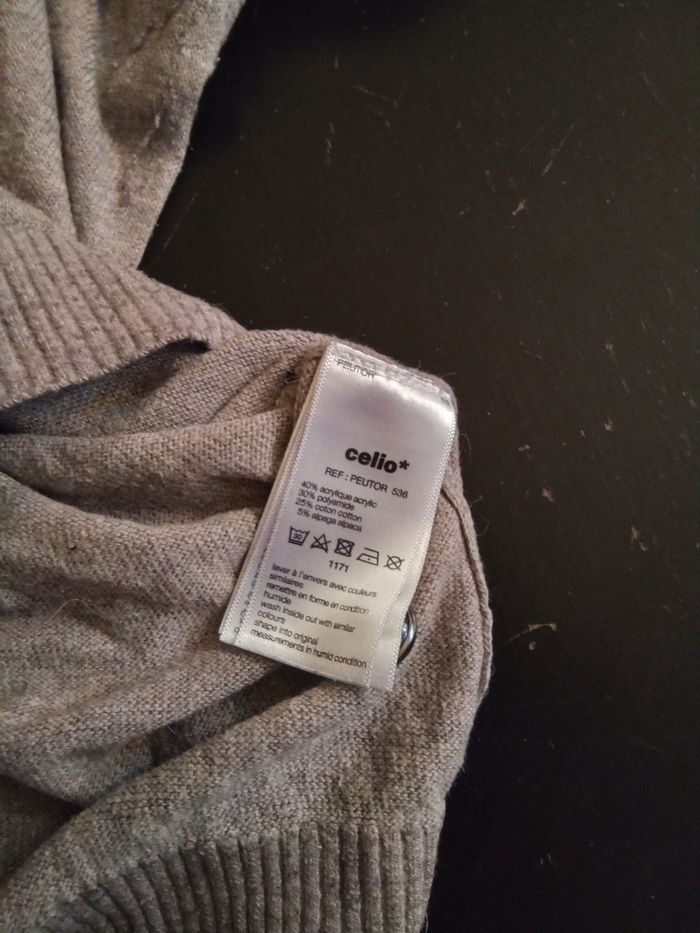 PEUTOR
celio*
REF : PEUTOR 536
40% acrylique acrylic
30% polyamide
25% coton cotton
5% alpaga alpaca
30
1171
laver à l'envers avec couleurs
similaires
remettre en forme en condition
humide
wash inside out with similar
colours
shape into original
measurements in humid condition